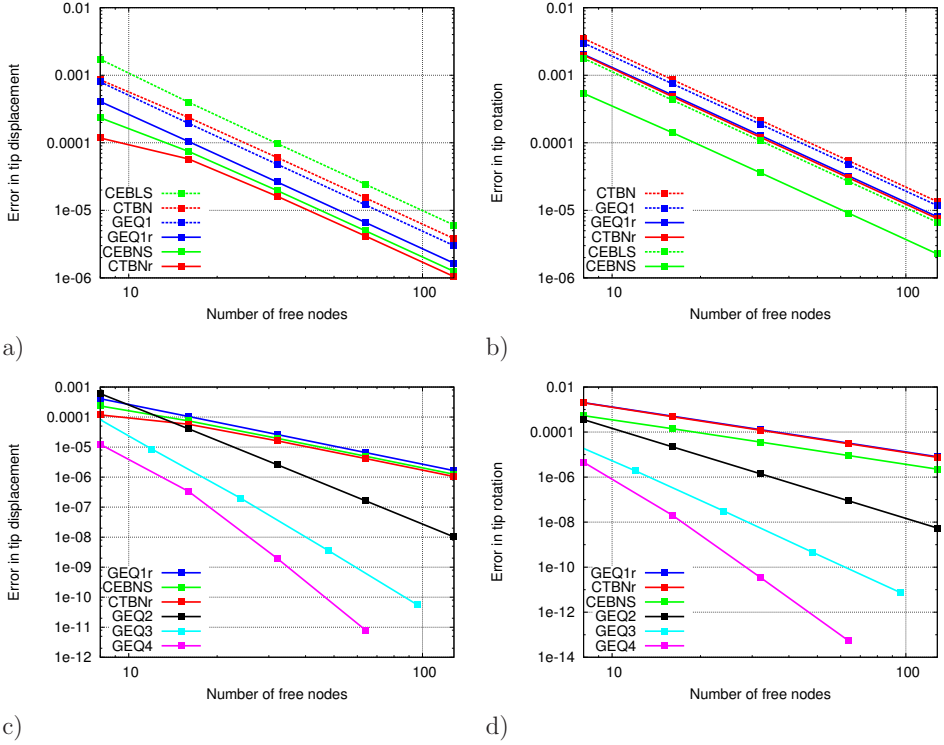 0.001
0.0001
1e-05
1e-06
10
100
Error in tip displacement
Number of free nodes
CEBLS
CTBN
GEQ1
GEQ1r
CEBNS
CTBNr
a)
0.001
0.0001
1e-05
1e-06
10
100
Error in tip rotation
Number of free nodes
CTBN
GEQ1
GEQ1r
CTBNr
CEBLS
CEBNS
b)
0.001
0.0001
1e-05
1e-06
1e-07
1e-08
1e-09
1e-10
1e-11
1e-12
10
100
Error in tip displacement
Number of free nodes
GEQ1r
CEBNS
CTBNr
GEQ2
GEQ3
GEQ4
c)
0.01
0.0001
1e-06
1e-08
1e-10
1e-12
1e-14
10
100
Error in tip rotation
Number of free nodes
GEQ1r
CTBNr
CEBNS
GEQ2
GEQ3
GEQ4
d)